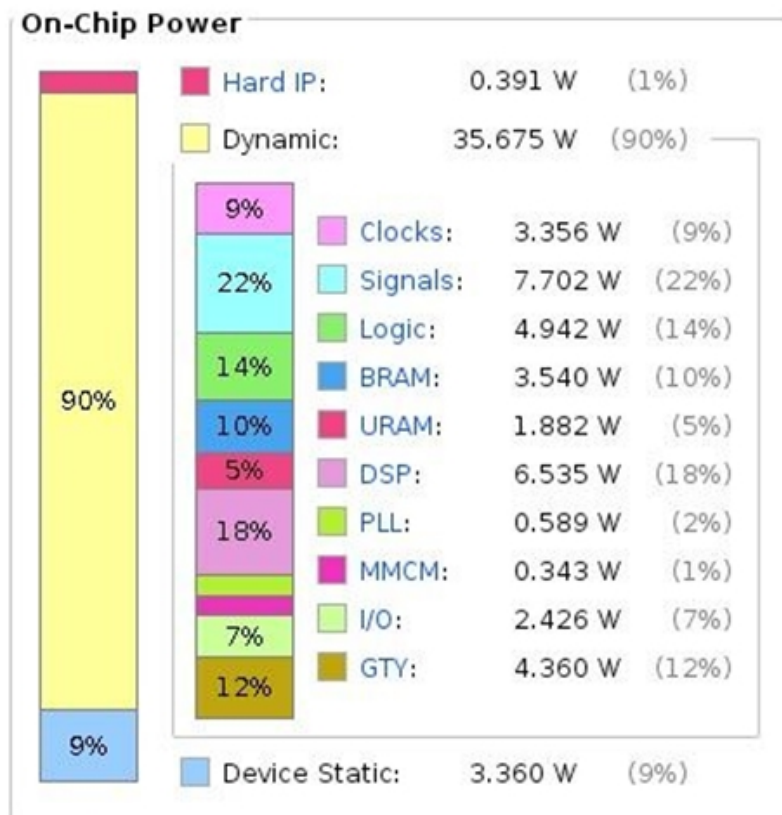 On-Chip Power
Hard IP: 0.391 W (1%)
Dynamic: 35.675 W (90%)
9% Clocks: 3.356 W (9%)
22% Signals: 7.702 W (22%)
14% Logic: 4.942 W (14%)
90% 10% BRAM: 3.540 W (10%)
5% URAM: 1.882 W (5%)
18% DSP: 6.535 W (18%)
PLL: 0.589 W (2%)
MMCM: 0.343 W (1%)
7% I/O: 2.426 W (7%)
12% GTY: 4.360 W (12%)
9% Device Static: 3.360 W (9%)